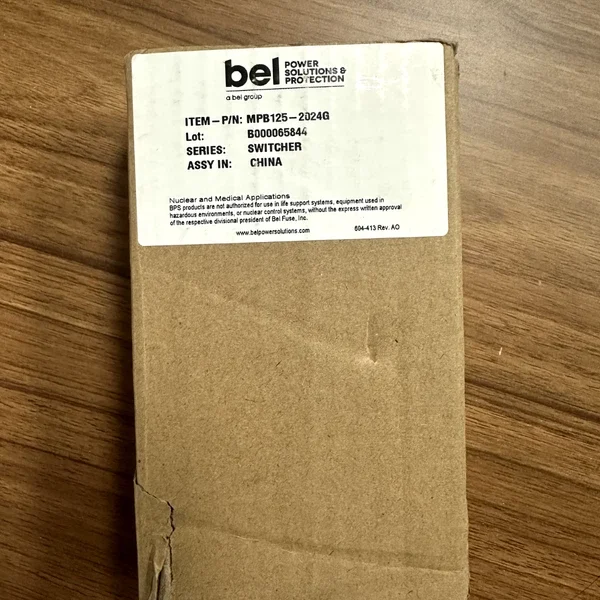 bel POWER
SOLUTIONS &
PROTECTION
a bel group
ITEM-P/N: MPB125-2024G
Lot: B000065844
SERIES: SWITCHER
ASSY IN: CHINA
Nuclear and Medical Applications
BPS products are not authorized for use in life support systems, equipment used in
hazardous environments, or nuclear control systems, without the express written approval
of the respective divisional president of Bel Fuse, Inc.
www.belpowersolutions.com 694-413 Rev. AO